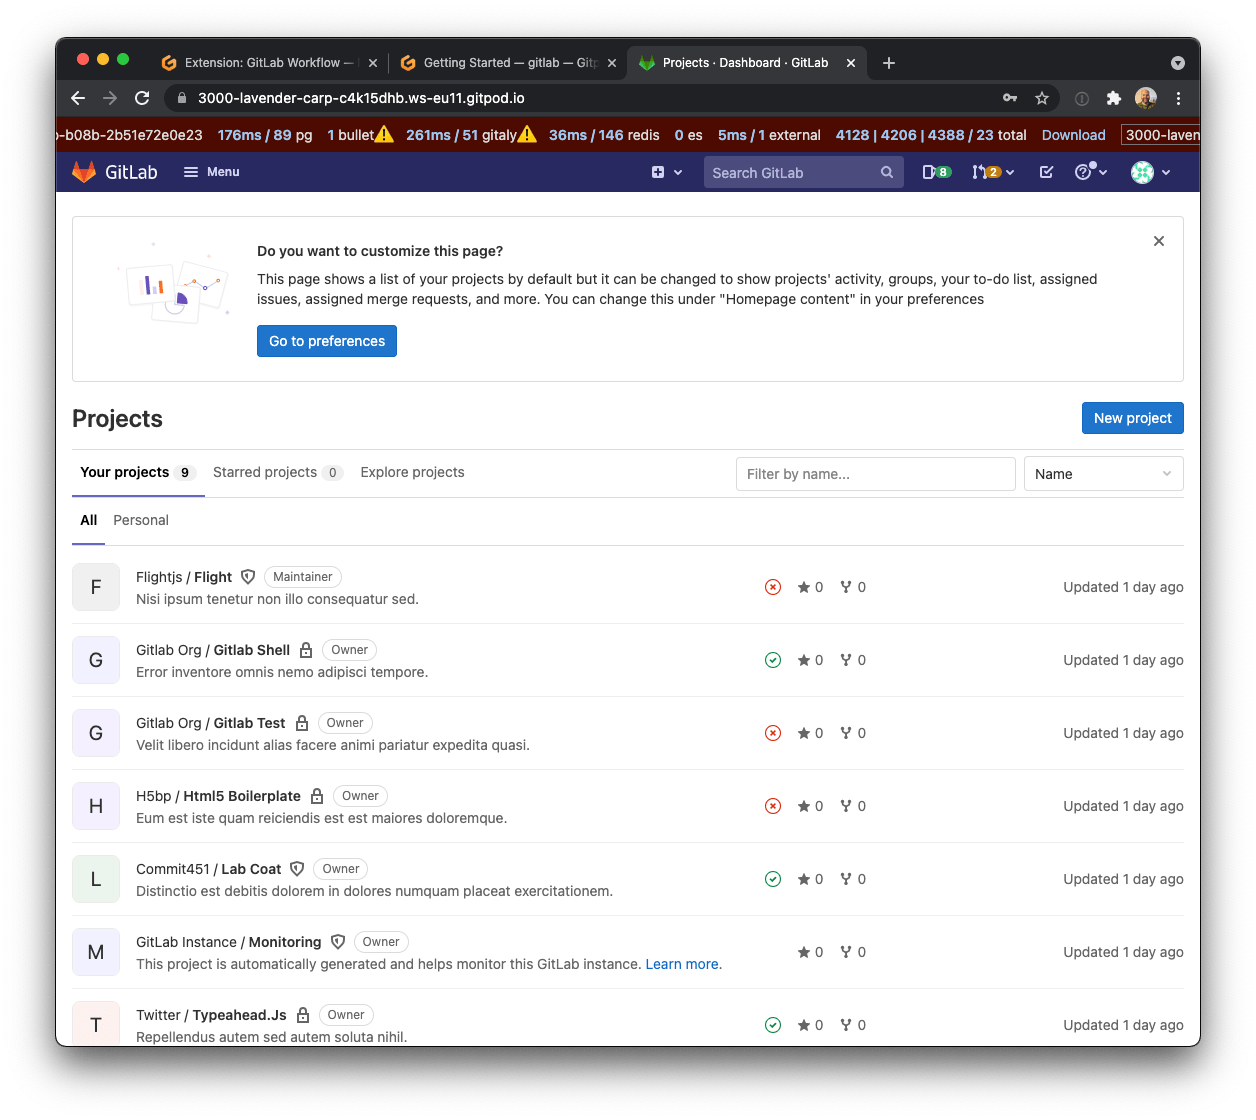 Extension: GitLab Workflow —
Getting Started — gitlab — Gitp
Projects · Dashboard · GitLab
3000-lavender-carp-c4k15dhb.ws-eu11.gitpod.io
-b08b-2b51e72e0e23 176ms / 89 pg 1 bullet 261ms / 51 gitaly 36ms / 146 redis 0 es 5ms / 1 external 4128 | 4206 | 4388 / 23 total Download 3000-laven
GitLab Menu Search GitLab 8 2
Do you want to customize this page?
This page shows a list of your projects by default but it can be changed to show projects' activity, groups, your to-do list, assigned
issues, assigned merge requests, and more. You can change this under "Homepage content" in your preferences
Go to preferences
Projects
New project
Your projects 9 Starred projects 0 Explore projects Filter by name... Name
All Personal
F Flightjs / Flight Maintainer 0 0 Updated 1 day ago
Nisi ipsum tenetur non illo consequatur sed.
G Gitlab Org / Gitlab Shell Owner 0 0 Updated 1 day ago
Error inventore omnis nemo adipisci tempore.
G Gitlab Org / Gitlab Test Owner 0 0 Updated 1 day ago
Velit libero incidunt alias facere animi pariatur expedita quasi.
H H5bp / Html5 Boilerplate Owner 0 0 Updated 1 day ago
Eum est iste quam reiciendis est est maiores doloremque.
L Commit451 / Lab Coat Owner 0 0 Updated 1 day ago
Distinctio est debitis dolorem in dolores numquam placeat exercitationem.
M GitLab Instance / Monitoring Owner 0 0 Updated 1 day ago
This project is automatically generated and helps monitor this GitLab instance. Learn more.
T Twitter / Typeahead.Js Owner 0 0 Updated 1 day ago
Repellendus autem sed autem soluta nihil.